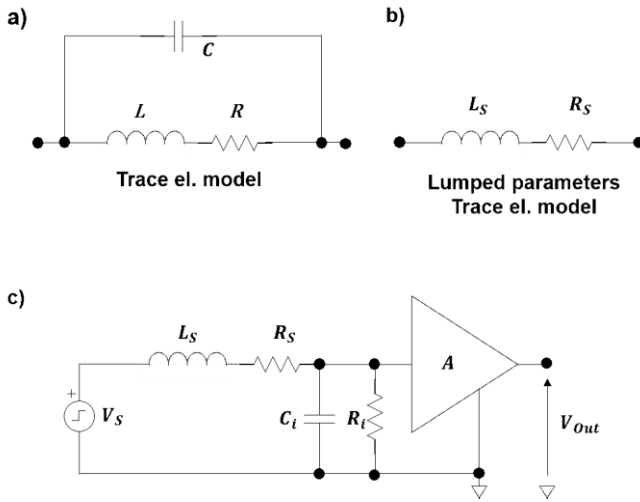 a)
C
L R
Trace el. model
b)
L_S R_S
Lumped parameters
Trace el. model
c)
L_S R_S
+
V_S
C_i R_i
A
V_Out